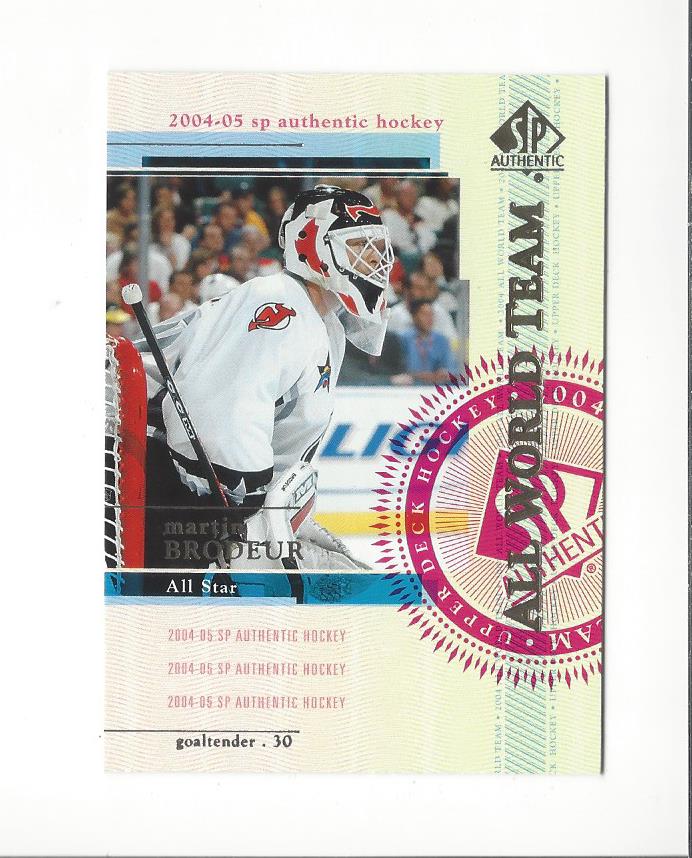 2004-05 sp authentic hockey
SP
AUTHENTIC
ALL WORLD TEAM
UPPER DECK HOCKEY
2004
martin
BRODEUR
All Star
2004-05 SP AUTHENTIC HOCKEY
2004-05 SP AUTHENTIC HOCKEY
2004-05 SP AUTHENTIC HOCKEY
goaltender . 30